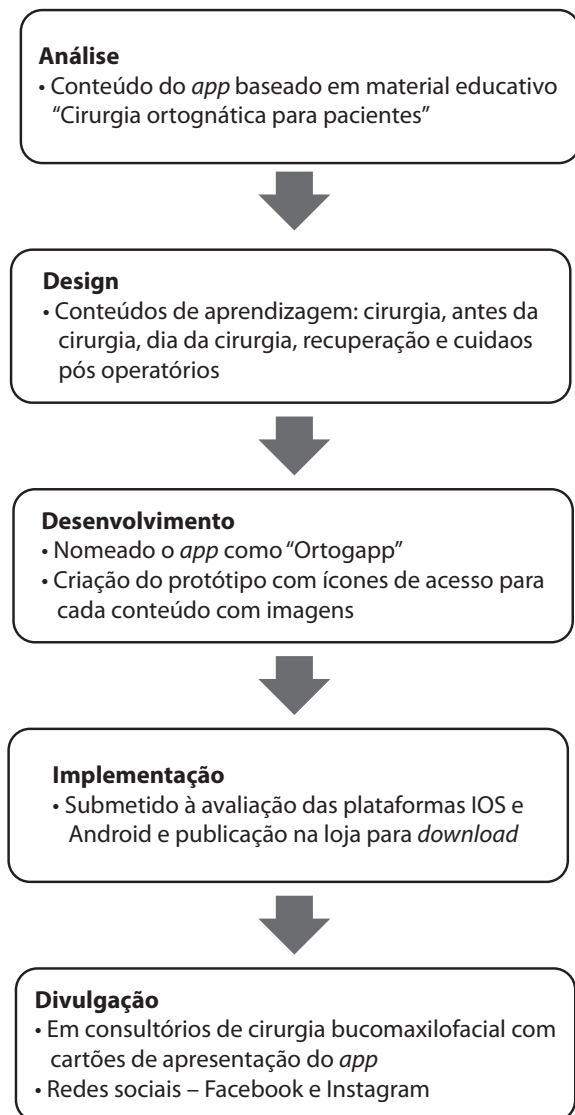 Análise
• Conteúdo do app baseado em material educativo
"Cirurgia ortognática para pacientes"
Design
• Conteúdos de aprendizagem: cirurgia, antes da
cirurgia, dia da cirurgia, recuperação e cuidaos
pós operatórios
Desenvolvimento
• Nomeado o app como "Ortogapp"
• Criação do protótipo com ícones de acesso para
cada conteúdo com imagens
Implementação
• Submetido à avaliação das plataformas IOS e
Android e publicação na loja para download
Divulgação
• Em consultórios de cirurgia bucomaxilofacial com
cartões de apresentação do app
• Redes sociais – Facebook e Instagram